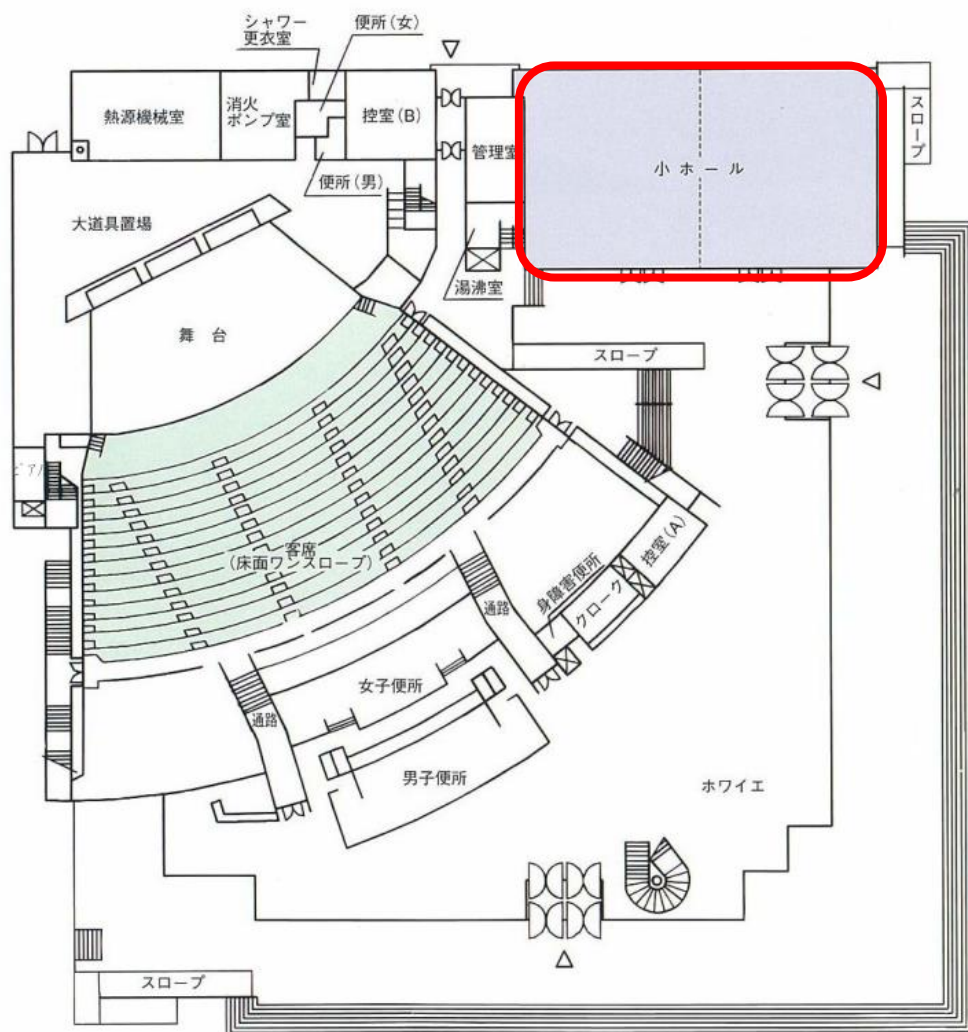 シャワー
更衣室
便所(女)
熱源機械室
消火
ポンプ室
控室(B)
管理室
小ホール
スロープ
便所(男)
大道具置場
湯沸室
舞台
スロープ
ピアノ
客席
(床面ワンスロープ)
控室(A)
身障害便所
クローク
通路
女子便所
通路
男子便所
ホワイエ
スロープ